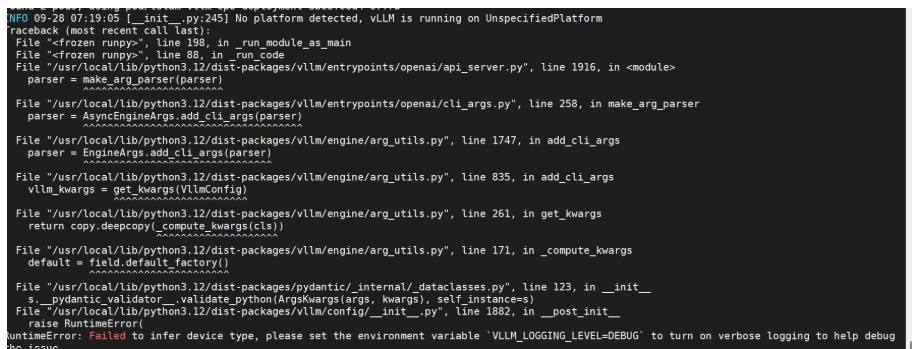 INFO 09-28 07:19:05 [__init__.py:245] No platform detected, vLLM is running on UnspecifiedPlatform
Traceback (most recent call last):
  File "<frozen runpy>", line 198, in _run_module_as_main
  File "<frozen runpy>", line 88, in _run_code
  File "/usr/local/lib/python3.12/dist-packages/vllm/entrypoints/openai/api_server.py", line 1916, in <module>
    parser = make_arg_parser(parser)
             ^^^^^^^^^^^^^^^^^^^^^^^
  File "/usr/local/lib/python3.12/dist-packages/vllm/entrypoints/openai/cli_args.py", line 258, in make_arg_parser
    parser = AsyncEngineArgs.add_cli_args(parser)
             ^^^^^^^^^^^^^^^^^^^^^^^^^^^^^^^^^^^^
  File "/usr/local/lib/python3.12/dist-packages/vllm/engine/arg_utils.py", line 1747, in add_cli_args
    parser = EngineArgs.add_cli_args(parser)
             ^^^^^^^^^^^^^^^^^^^^^^^^^^^^^^^
  File "/usr/local/lib/python3.12/dist-packages/vllm/engine/arg_utils.py", line 835, in add_cli_args
    vllm_kwargs = get_kwargs(VllmConfig)
                  ^^^^^^^^^^^^^^^^^^^^^^
  File "/usr/local/lib/python3.12/dist-packages/vllm/engine/arg_utils.py", line 261, in get_kwargs
    return copy.deepcopy(_compute_kwargs(cls))
                         ^^^^^^^^^^^^^^^^^^^^
  File "/usr/local/lib/python3.12/dist-packages/vllm/engine/arg_utils.py", line 171, in _compute_kwargs
    default = field.default_factory()
              ^^^^^^^^^^^^^^^^^^^^^^^
  File "/usr/local/lib/python3.12/dist-packages/pydantic/_internal/_dataclasses.py", line 123, in __init__
    s.__pydantic_validator__.validate_python(ArgsKwargs(args, kwargs), self_instance=s)
  File "/usr/local/lib/python3.12/dist-packages/vllm/config/__init__.py", line 1882, in __post_init__
    raise RuntimeError(
RuntimeError: Failed to infer device type, please set the environment variable `VLLM_LOGGING_LEVEL=DEBUG` to turn on verbose logging to help debug
the issue